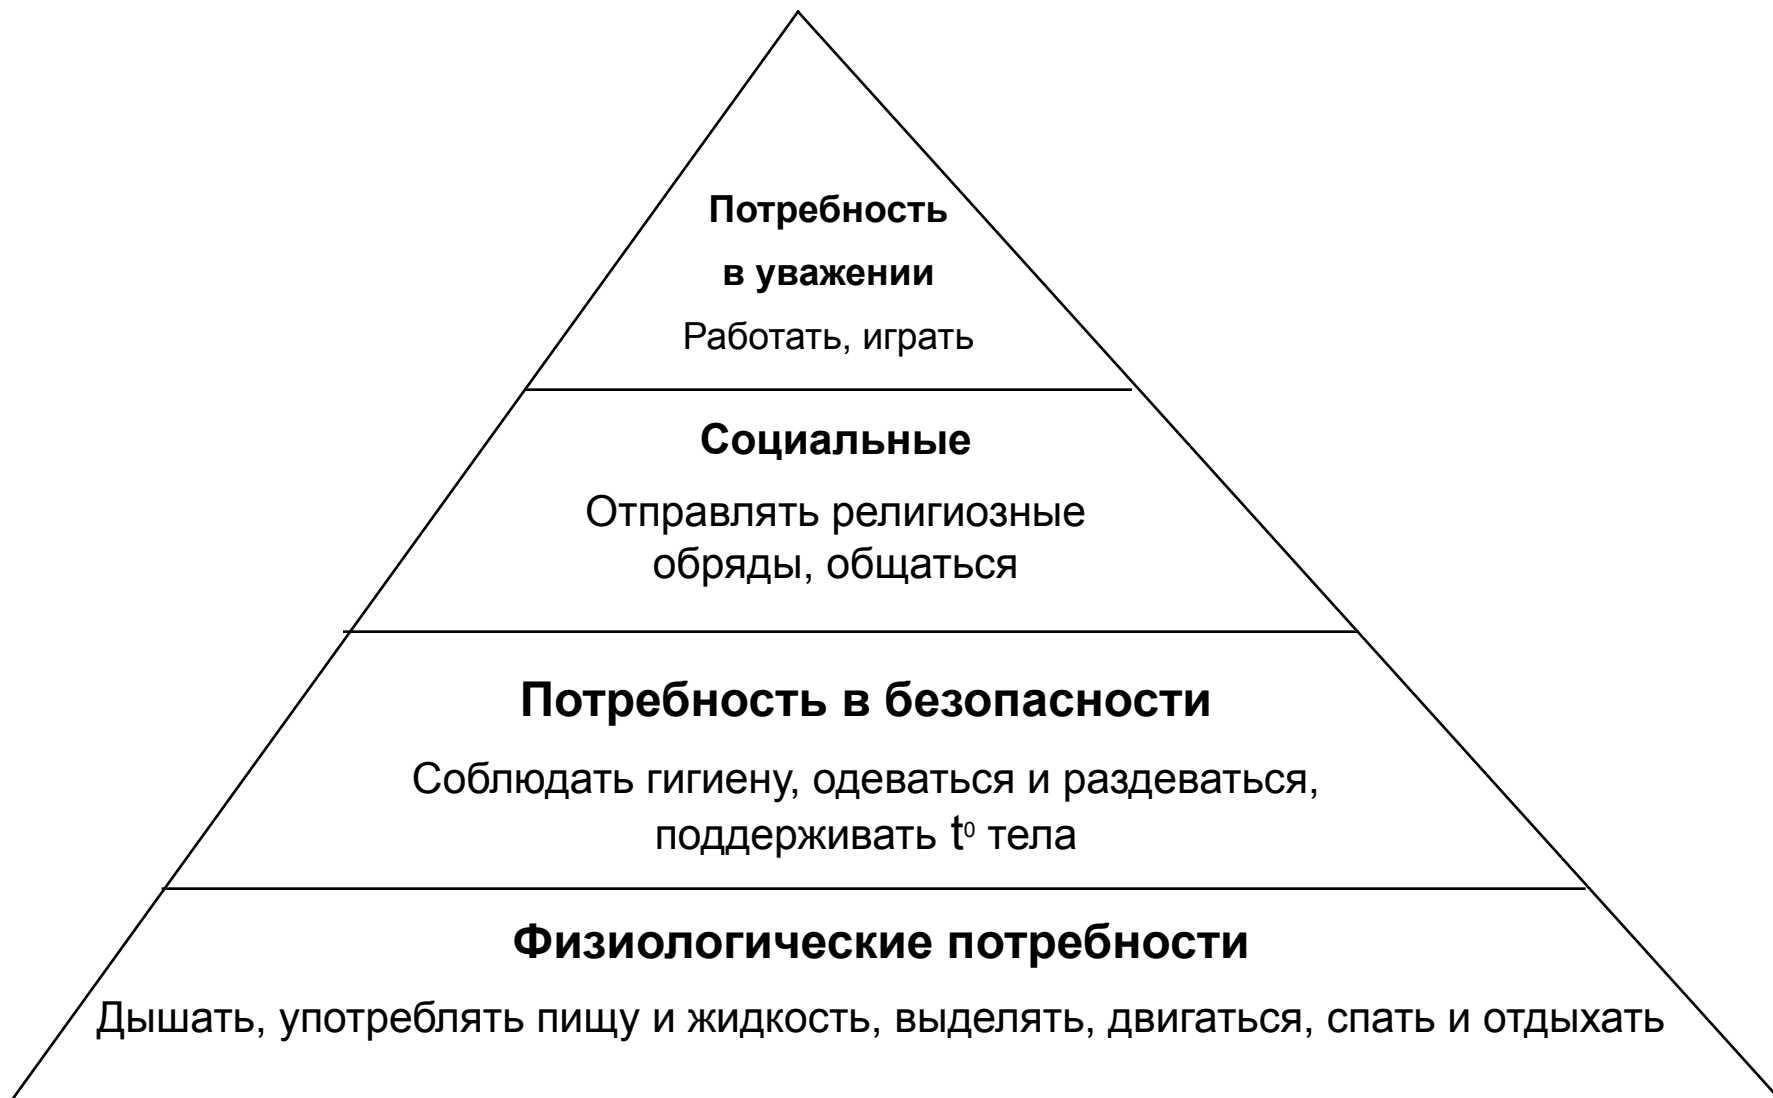 Потребность
в уважении
Работать, играть
Социальные
Отправлять религиозные
обряды, общаться
Потребность в безопасности
Соблюдать гигиену, одеваться и раздеваться,
поддерживать t⁰ тела
Физиологические потребности
Дышать, употреблять пищу и жидкость, выделять, двигаться, спать и отдыхать